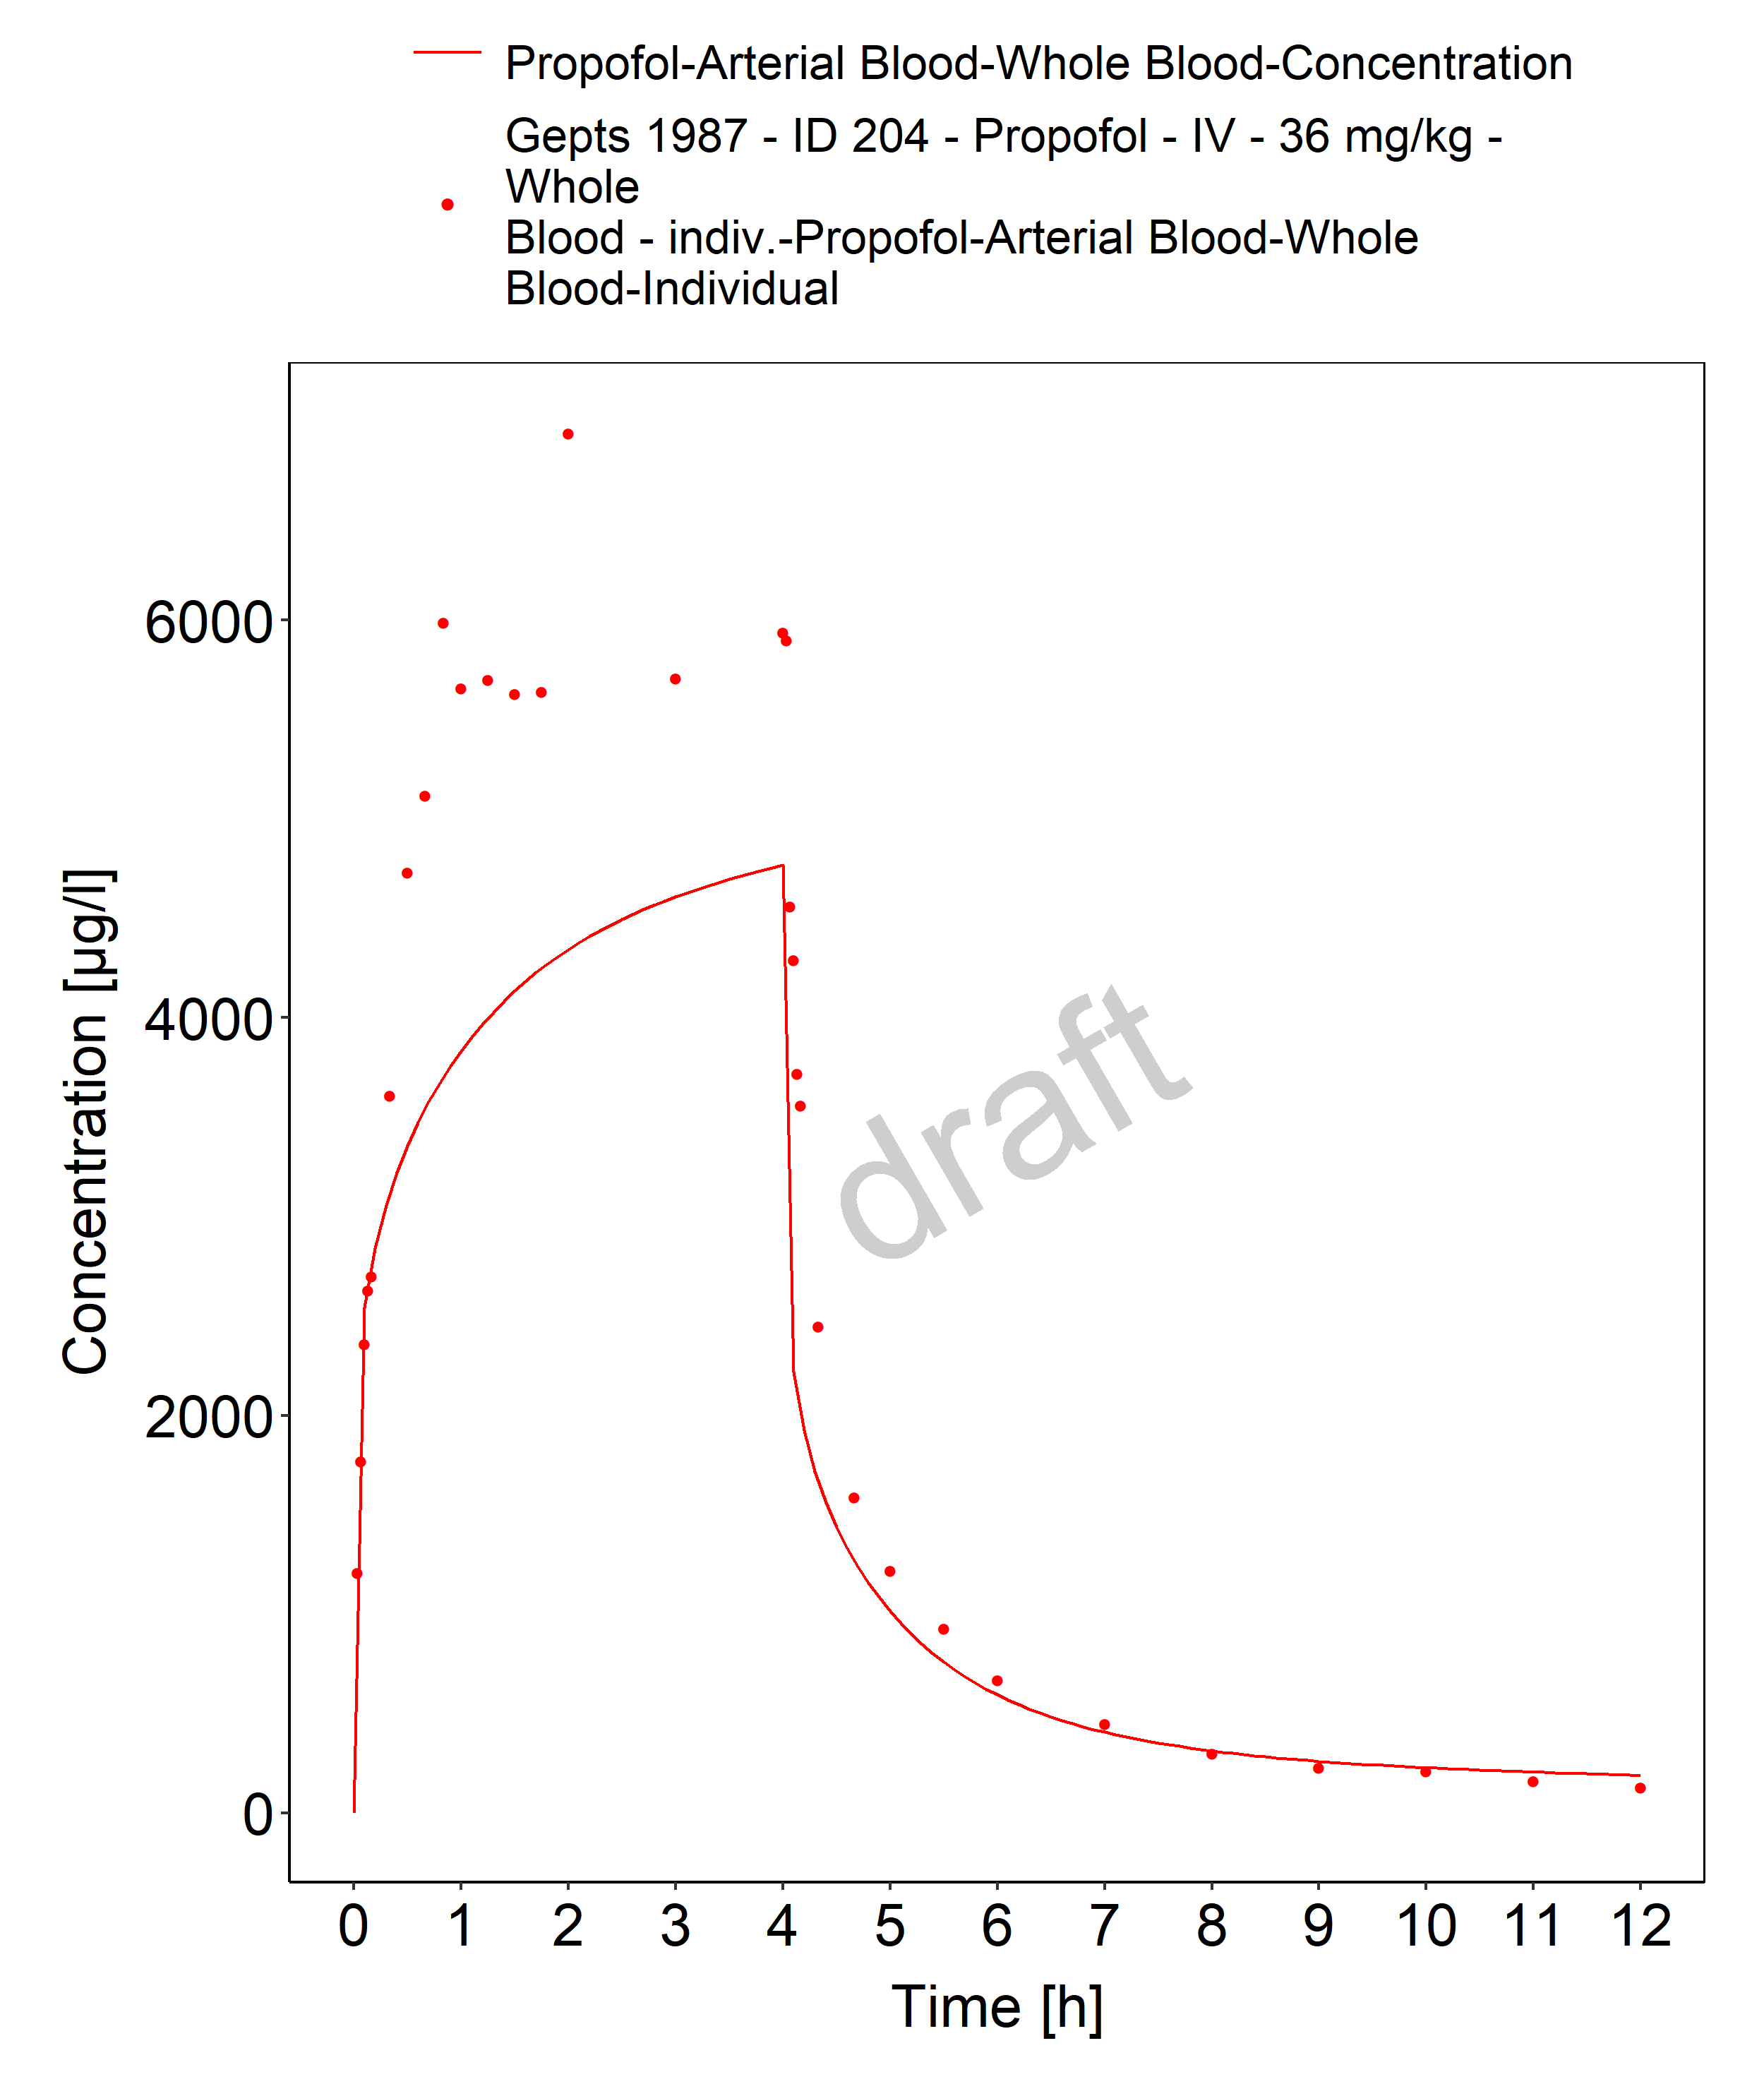 Propofol-Arterial Blood-Whole Blood-Concentration
Gepts 1987 - ID 204 - Propofol - IV - 36 mg/kg -
Whole
Blood - indiv.-Propofol-Arterial Blood-Whole
Blood-Individual
6000
4000
2000
0
Concentration [µg/l]
draft
0 1 2 3 4 5 6 7 8 9 10 11 12
Time [h]